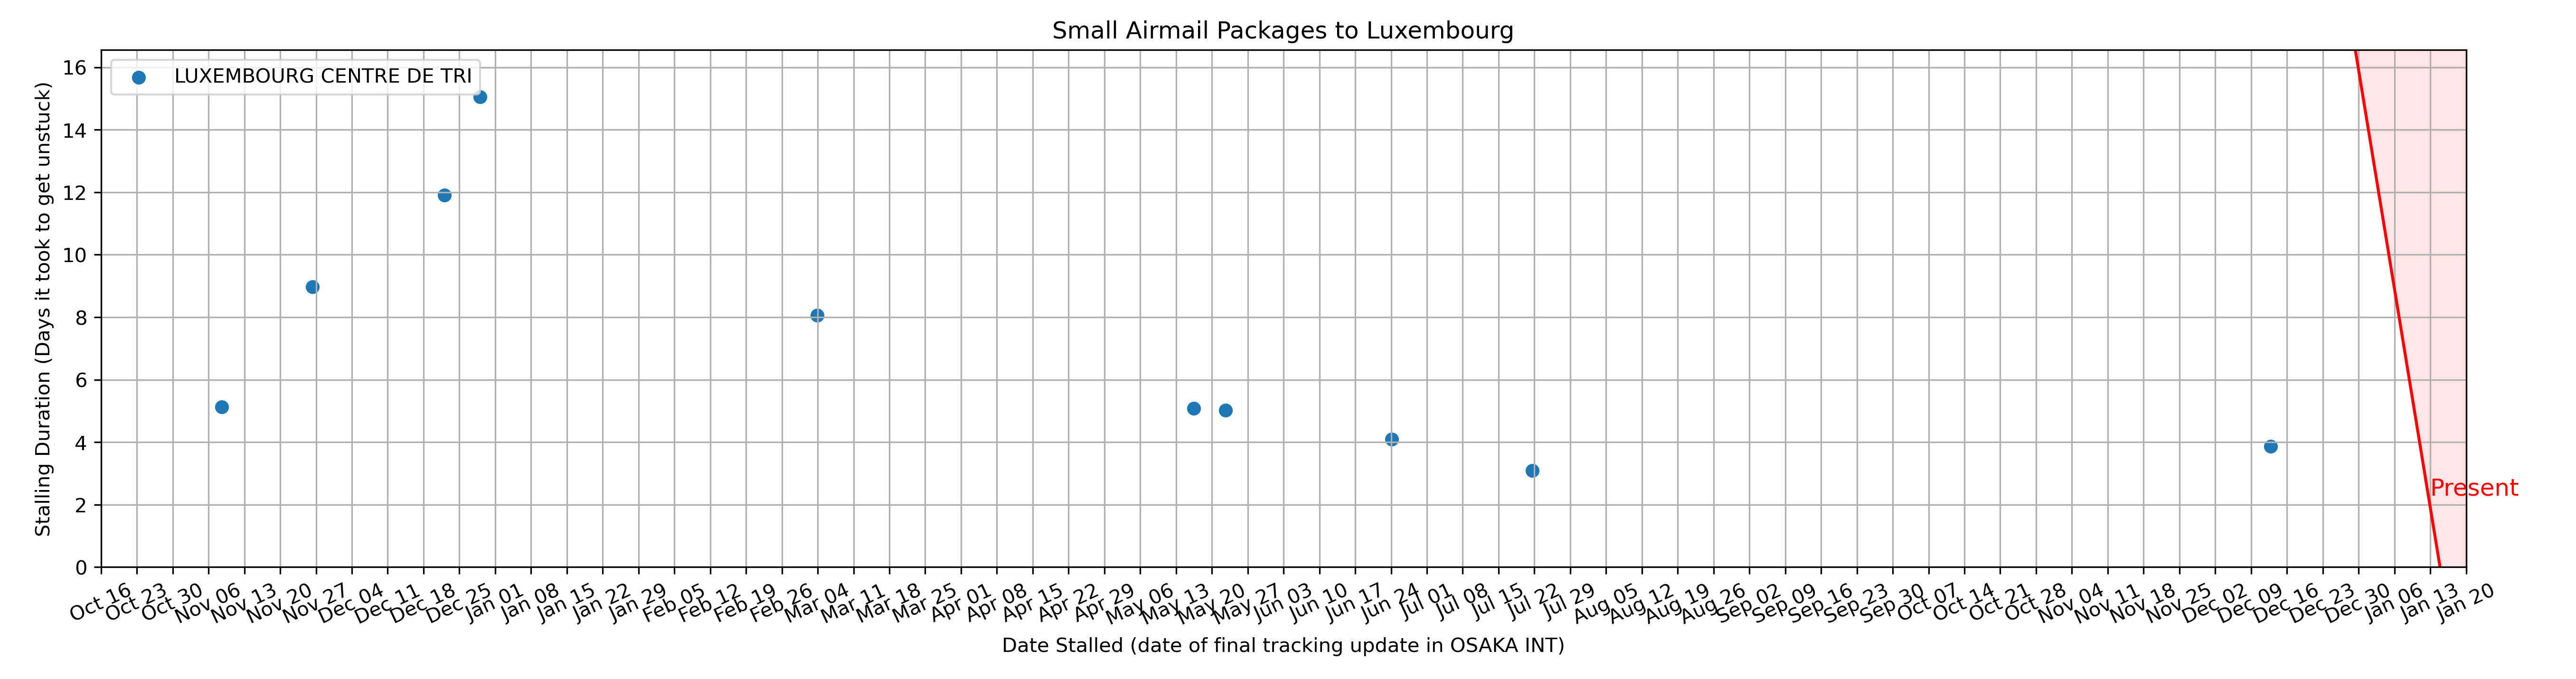 Small Airmail Packages to Luxembourg
LUXEMBOURG CENTRE DE TRI
Stalling Duration (Days it took to get unstuck)
16
14
12
10
8
6
4
2
0
Present
Oct 16 Oct 23 Oct 30 Nov 06 Nov 13 Nov 20 Nov 27 Dec 04 Dec 11 Dec 18 Dec 25 Jan 01 Jan 08 Jan 15 Jan 22 Jan 29 Feb 05 Feb 12 Feb 19 Feb 26 Mar 04 Mar 11 Mar 18 Mar 25 Apr 01 Apr 08 Apr 15 Apr 22 Apr 29 May 06 May 13 May 20 May 27 Jun 03 Jun 10 Jun 17 Jun 24 Jul 01 Jul 08 Jul 15 Jul 22 Jul 29 Aug 05 Aug 12 Aug 19 Aug 26 Sep 02 Sep 09 Sep 16 Sep 23 Sep 30 Oct 07 Oct 14 Oct 21 Oct 28 Nov 04 Nov 11 Nov 18 Nov 25 Dec 02 Dec 09 Dec 16 Dec 23 Dec 30 Jan 06 Jan 13 Jan 20
Date Stalled (date of final tracking update in OSAKA INT)